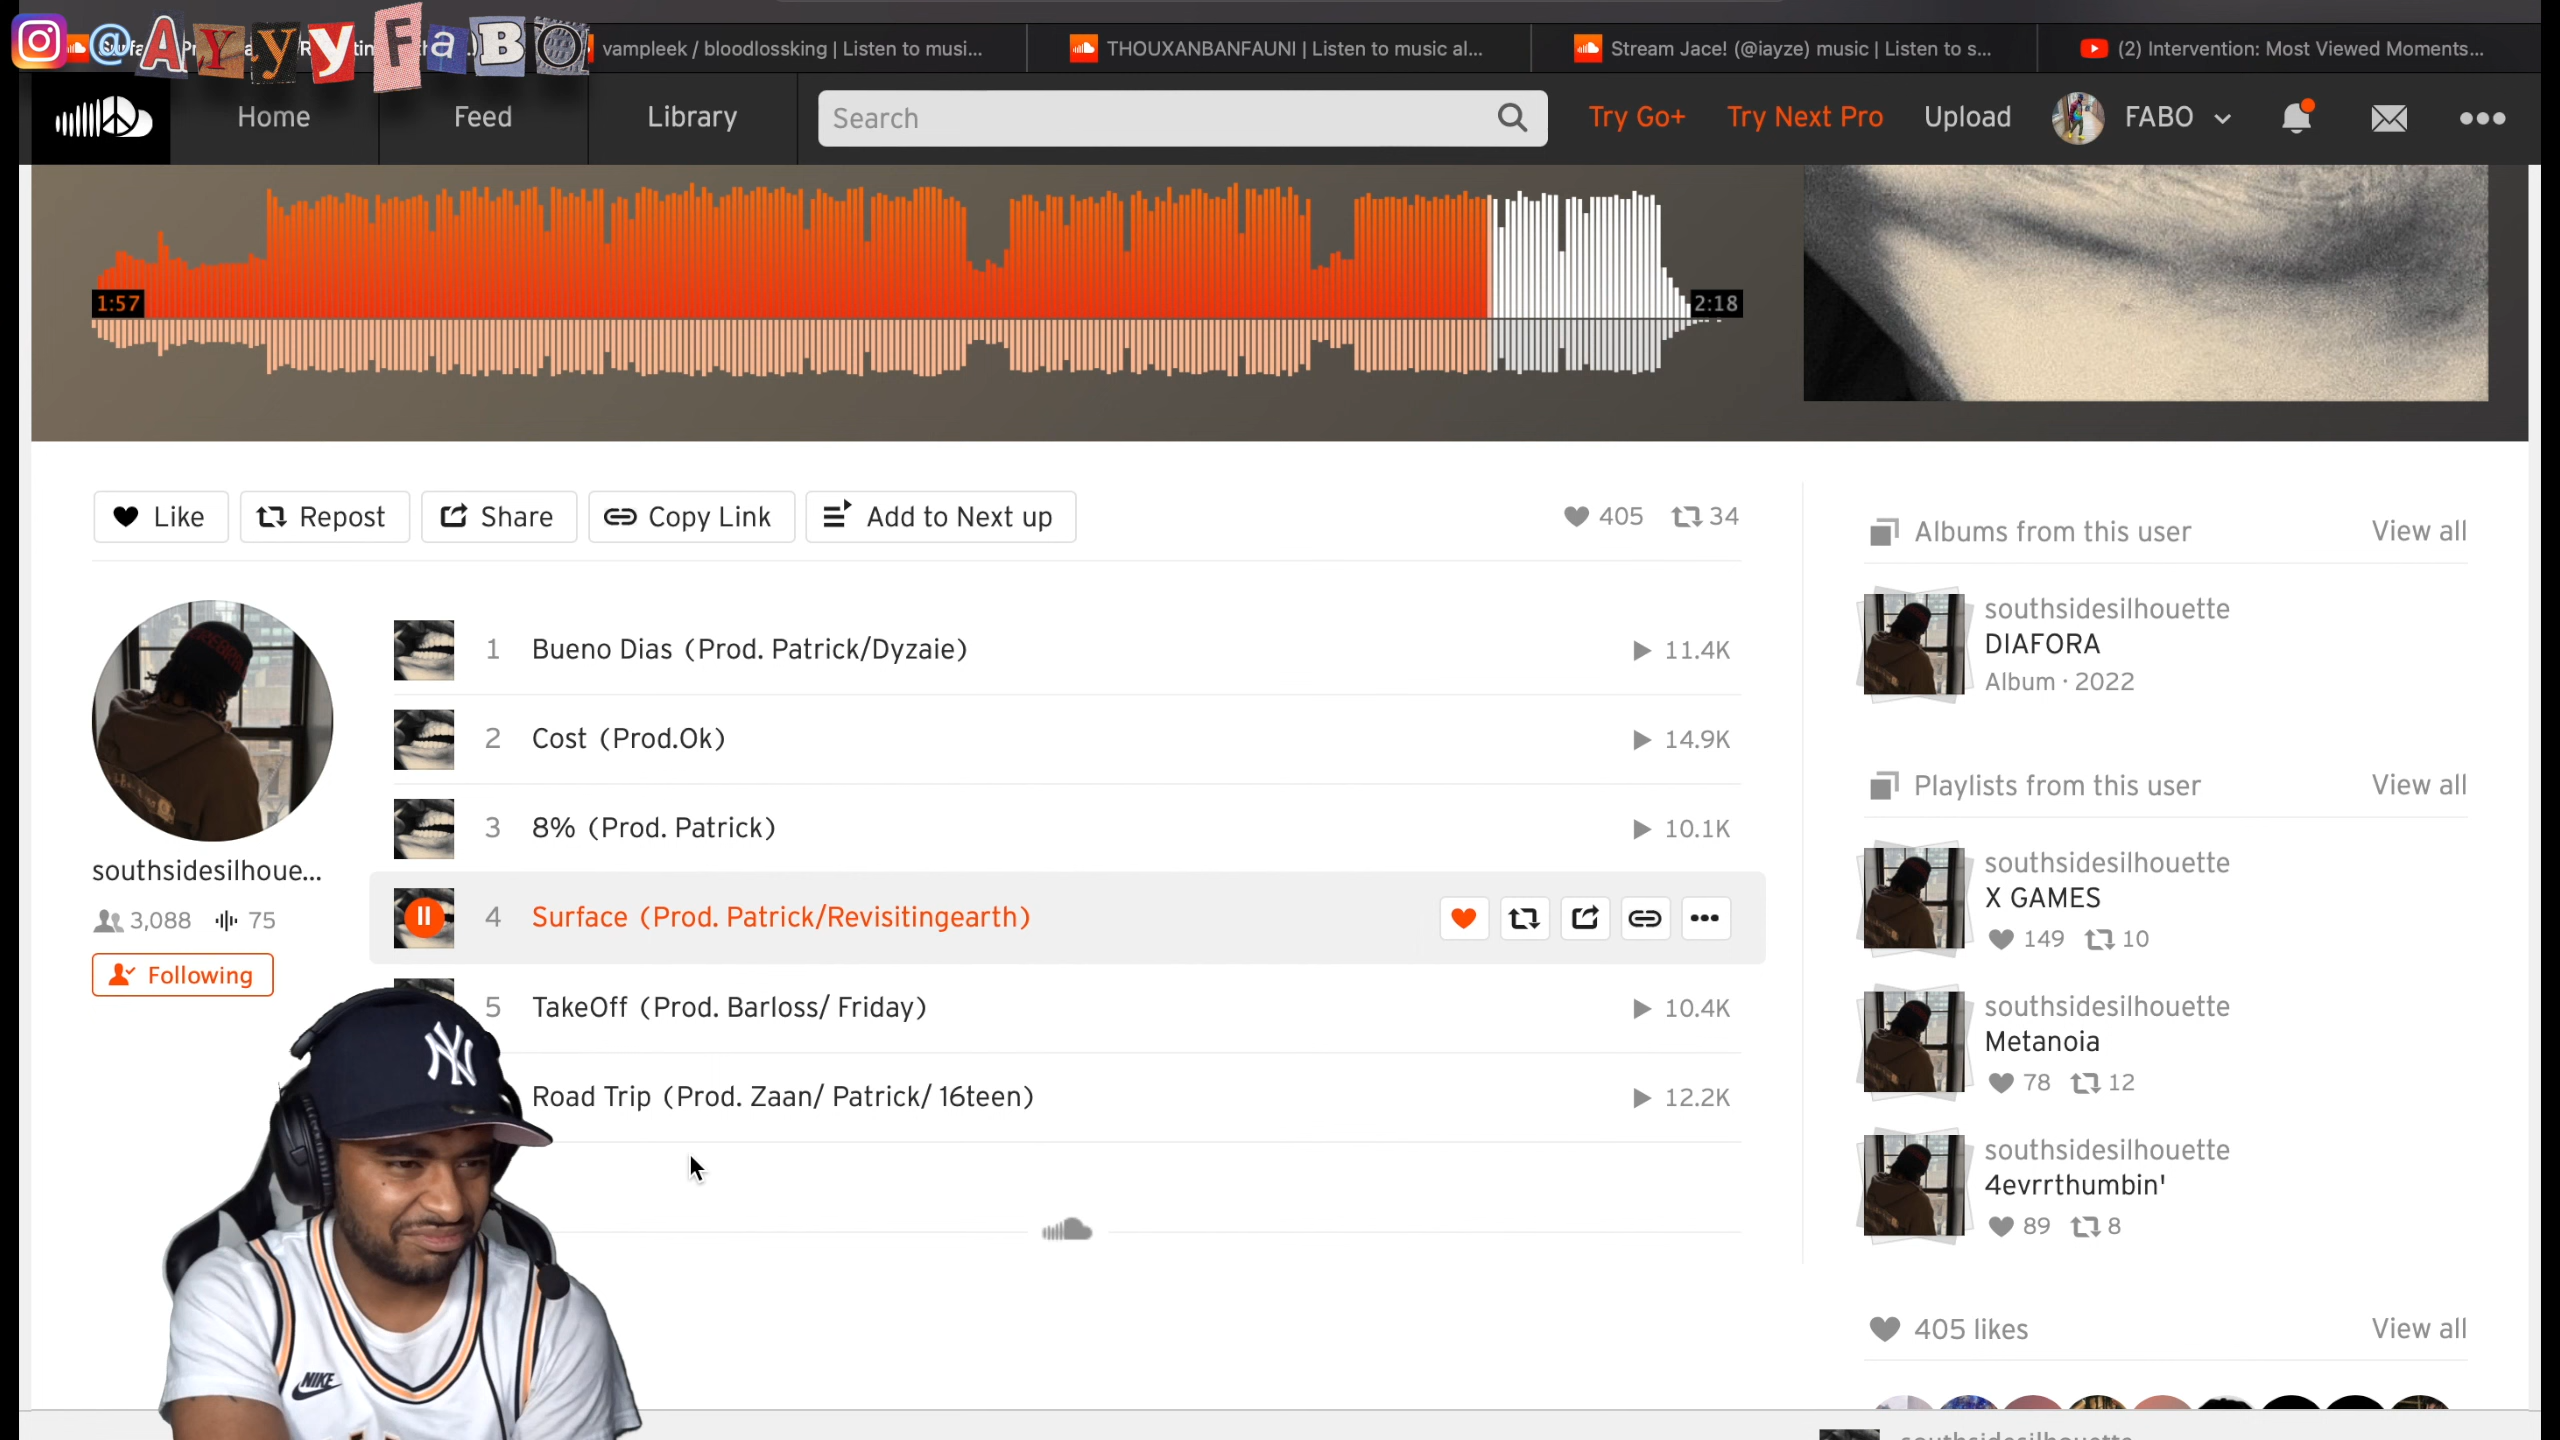 @AYyyFaBO
vampleek / bloodlossking | Listen to musi...
THOUXANBANFAUNI | Listen to music al...
Stream Jace! (@iayze) music | Listen to s...
(2) Intervention: Most Viewed Moments...
Home
Feed
Library
Search
Try Go+
Try Next Pro
Upload
FABO
1:57
2:18
Like
Repost
Share
Copy Link
Add to Next up
405
34
southsidesilhoue...
3,088
75
Following
1 Bueno Dias (Prod. Patrick/Dyzaie) 11.4K
2 Cost (Prod.Ok) 14.9K
3 8% (Prod. Patrick) 10.1K
4 Surface (Prod. Patrick/Revisitingearth)
5 TakeOff (Prod. Barloss/ Friday) 10.4K
Road Trip (Prod. Zaan/ Patrick/ 16teen) 12.2K
NY
NIKE
Albums from this user View all
southsidesilhouette
DIAFORA
Album · 2022
Playlists from this user View all
southsidesilhouette
X GAMES
149 10
southsidesilhouette
Metanoia
78 12
southsidesilhouette
4evrrthumbin'
89 8
405 likes View all
southsidesilhouette